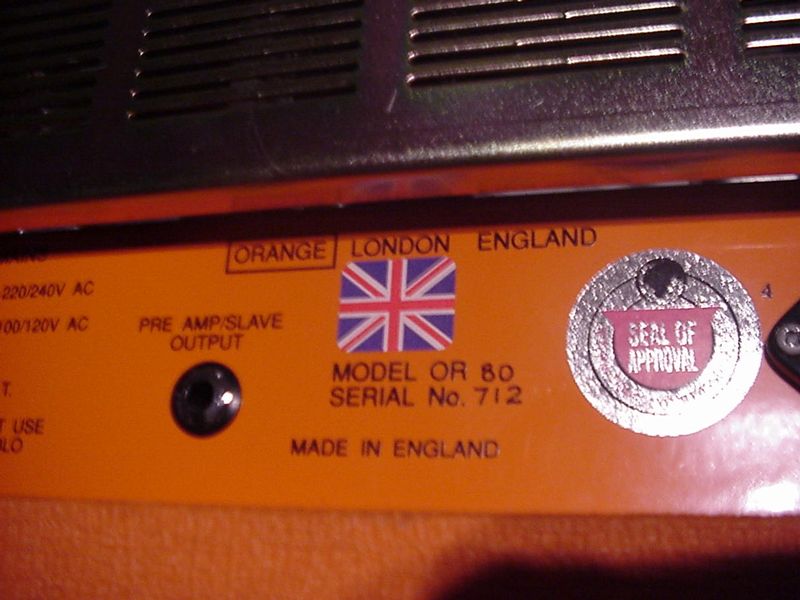 ORANGE LONDON ENGLAND
220/240V AC
100/120V AC
PRE AMP/SLAVE
OUTPUT
MODEL OR 80
SERIAL No. 712
MADE IN ENGLAND
USE
SEAL OF
APPROVAL
4